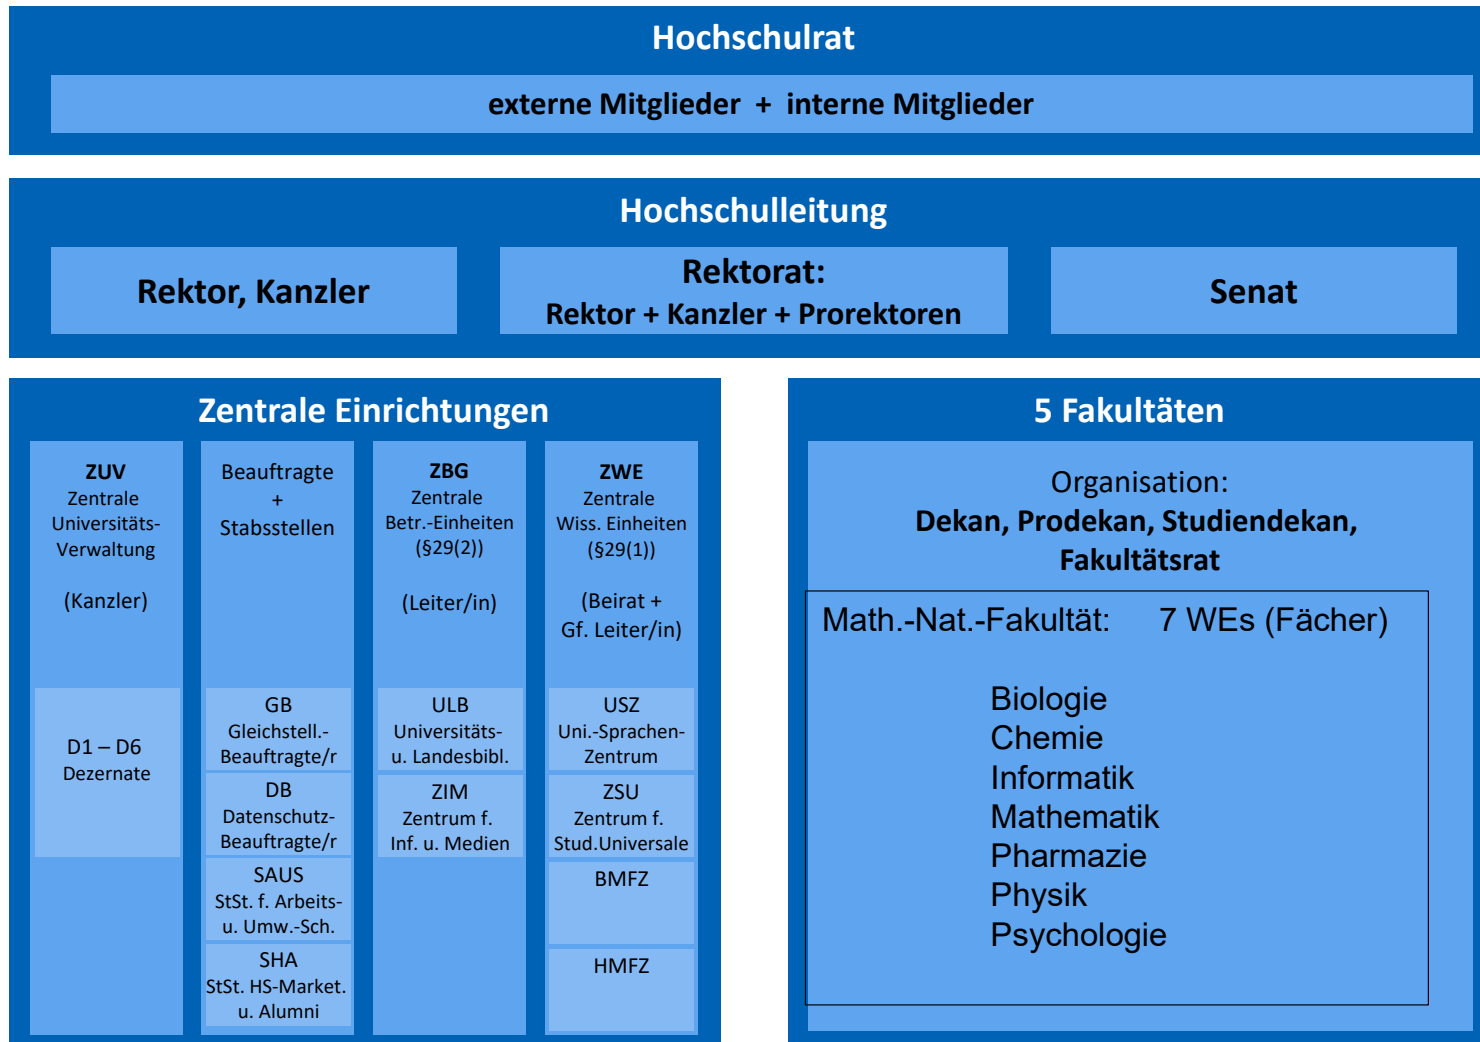 Hochschulrat
externe Mitglieder + interne Mitglieder
Hochschulleitung
Rektor, Kanzler
Rektorat:
Rektor + Kanzler + Prorektoren
Senat
Zentrale Einrichtungen
ZUV
Zentrale
Universitäts-
Verwaltung
(Kanzler)
D1 – D6
Dezernate
Beauftragte
+
Stabsstellen
GB
Gleichstell.-
Beauftragte/r
DB
Datenschutz-
Beauftragte/r
SAUS
StSt. f. Arbeits-
u. Umw.-Sch.
SHA
StSt. HS-Market.
u. Alumni
ZBG
Zentrale
Betr.-Einheiten
(§29(2))
(Leiter/in)
ULB
Universitäts-
u. Landesbibl.
ZIM
Zentrum f.
Inf. u. Medien
ZWE
Zentrale
Wiss. Einheiten
(§29(1))
(Beirat +
Gf. Leiter/in)
USZ
Uni.-Sprachen-
Zentrum
ZSU
Zentrum f.
Stud.Universale
BMFZ
HMFZ
5 Fakultäten
Organisation:
Dekan, Prodekan, Studiendekan,
Fakultätsrat
Math.-Nat.-Fakultät: 7 WEs (Fächer)
Biologie
Chemie
Informatik
Mathematik
Pharmazie
Physik
Psychologie